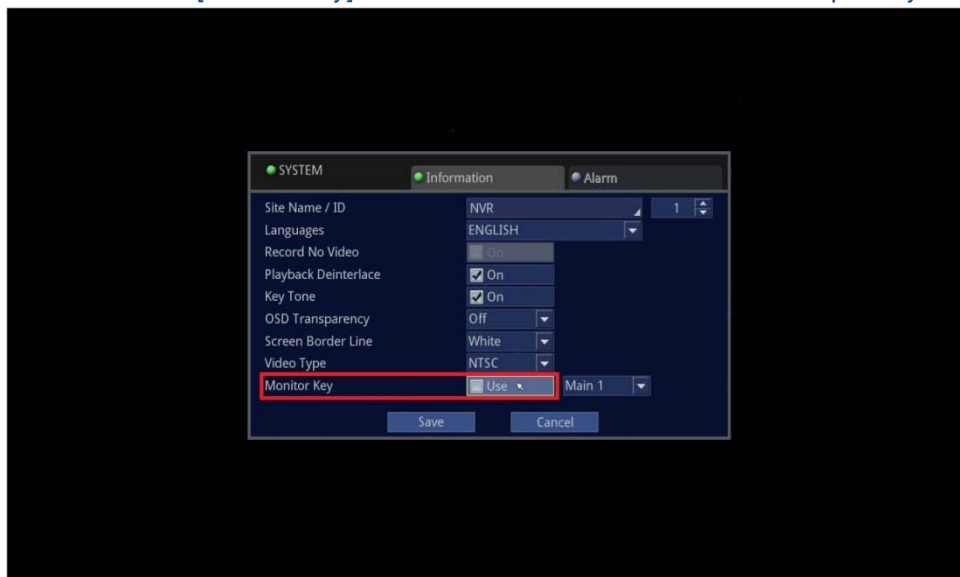 SYSTEM Information Alarm
Site Name / ID NVR 1
Languages ENGLISH
Record No Video On
Playback Deinterlace On
Key Tone On
OSD Transparency Off
Screen Border Line White
Video Type NTSC
Monitor Key Use Main 1
Save Cancel